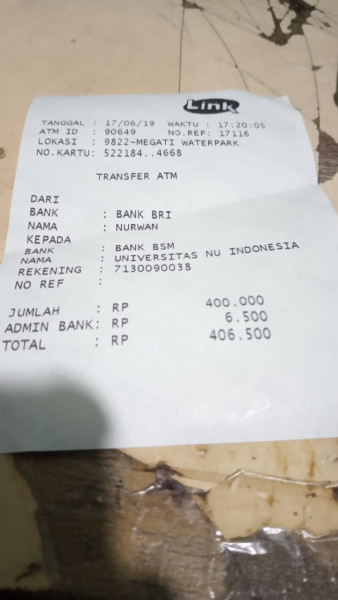 Link
TANGGAL : 17/06/19 WAKTU : 17:20:05
ATM ID : 90649 NO.REF: 17116
LOKASI : 9822-MEGATI WATERPARK
NO.KARTU: 522184..4668
TRANSFER ATM
DARI
BANK : BANK BRI
NAMA : NURWAN
KEPADA
BANK : BANK BSM
NAMA : UNIVERSITAS NU INDONESIA
REKENING : 7130090038
NO REF :
JUMLAH : RP 400.000
ADMIN BANK: RP 6.500
TOTAL : RP 406.500